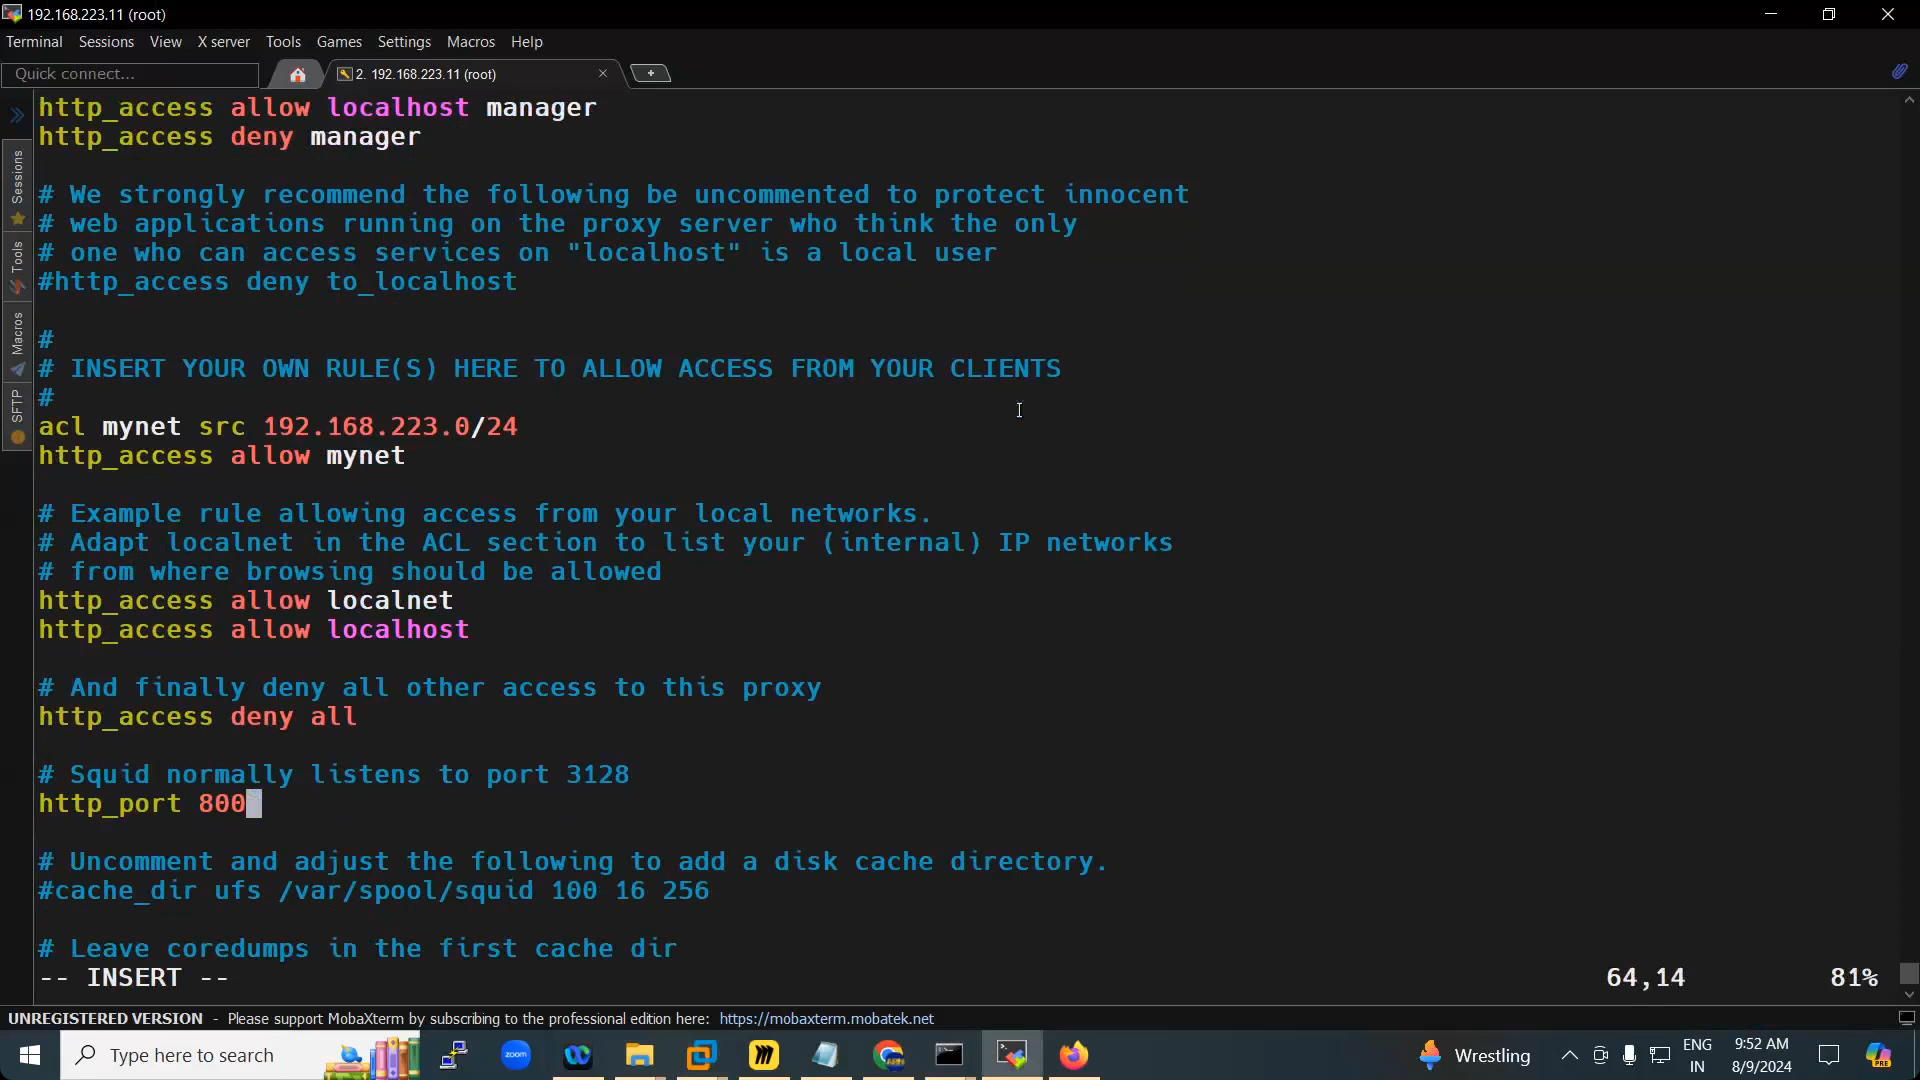 192.168.223.11 (root)
Terminal Sessions View X server Tools Games Settings Macros Help
Quick connect...
2. 192.168.223.11 (root)
Sessions
Tools
Macros
SFTP
http_access allow localhost manager
http_access deny manager
# We strongly recommend the following be uncommented to protect innocent
# web applications running on the proxy server who think the only
# one who can access services on "localhost" is a local user
#http_access deny to_localhost
#
# INSERT YOUR OWN RULE(S) HERE TO ALLOW ACCESS FROM YOUR CLIENTS
#
acl mynet src 192.168.223.0/24
http_access allow mynet
# Example rule allowing access from your local networks.
# Adapt localnet in the ACL section to list your (internal) IP networks
# from where browsing should be allowed
http_access allow localnet
http_access allow localhost
# And finally deny all other access to this proxy
http_access deny all
# Squid normally listens to port 3128
http_port 800
# Uncomment and adjust the following to add a disk cache directory.
#cache_dir ufs /var/spool/squid 100 16 256
# Leave coredumps in the first cache dir
-- INSERT -- 64,14 81%
UNREGISTERED VERSION - Please support MobaXterm by subscribing to the professional edition here: https://mobaxterm.mobatek.net
Type here to search
zoom
Wrestling
ENG
IN
9:52 AM
8/9/2024
PRE